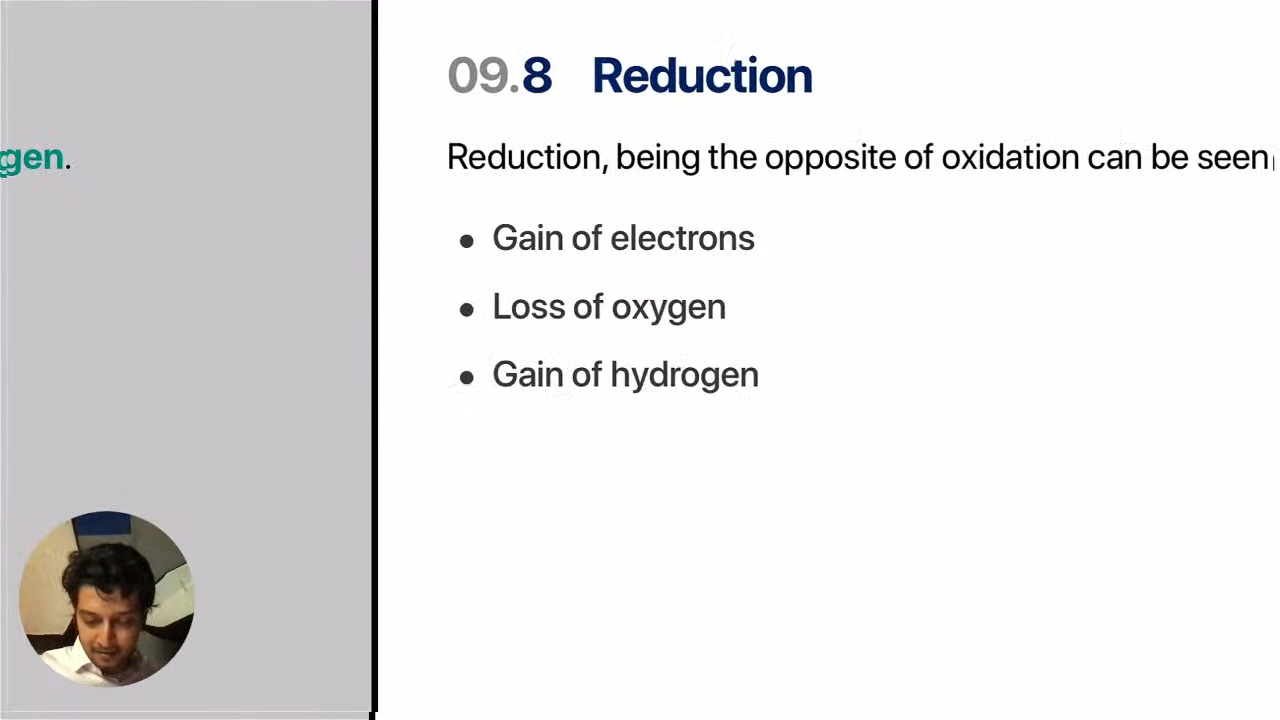 gen.
09.8 Reduction
Reduction, being the opposite of oxidation can be seen
• Gain of electrons
• Loss of oxygen
• Gain of hydrogen